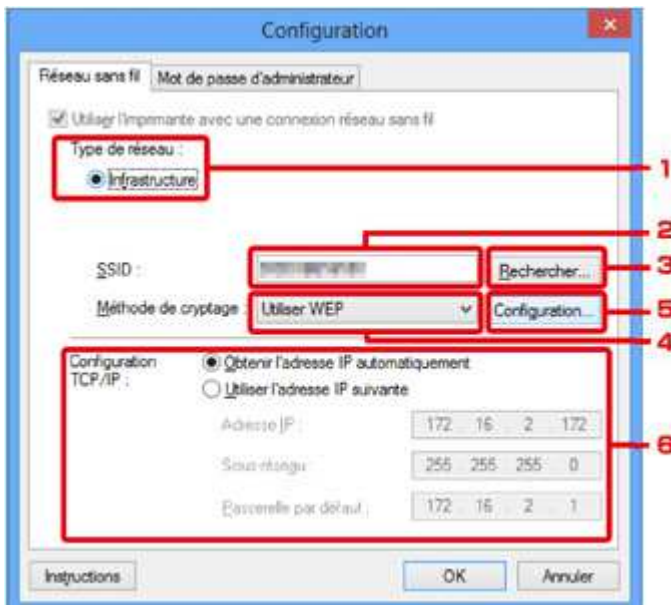 Configuration
Réseau sans fil
Mot de passe d'administrateur
Utiliser l'imprimante avec une connexion réseau sans fil
Type de réseau :
Infrastructure
1
2
SSID :
Rechercher...
3
Méthode de cryptage :
Utiliser WEP
Configuration...
5
4
Configuration TCP/IP :
Obtenir l'adresse IP automatiquement
Utiliser l'adresse IP suivante
Adresse IP :
172 . 16 . 2 . 172
6
255 . 255 . 255 . 0
Passerelle par défaut :
172 . 16 . 2 . 1
Instructions
OK
Annuler